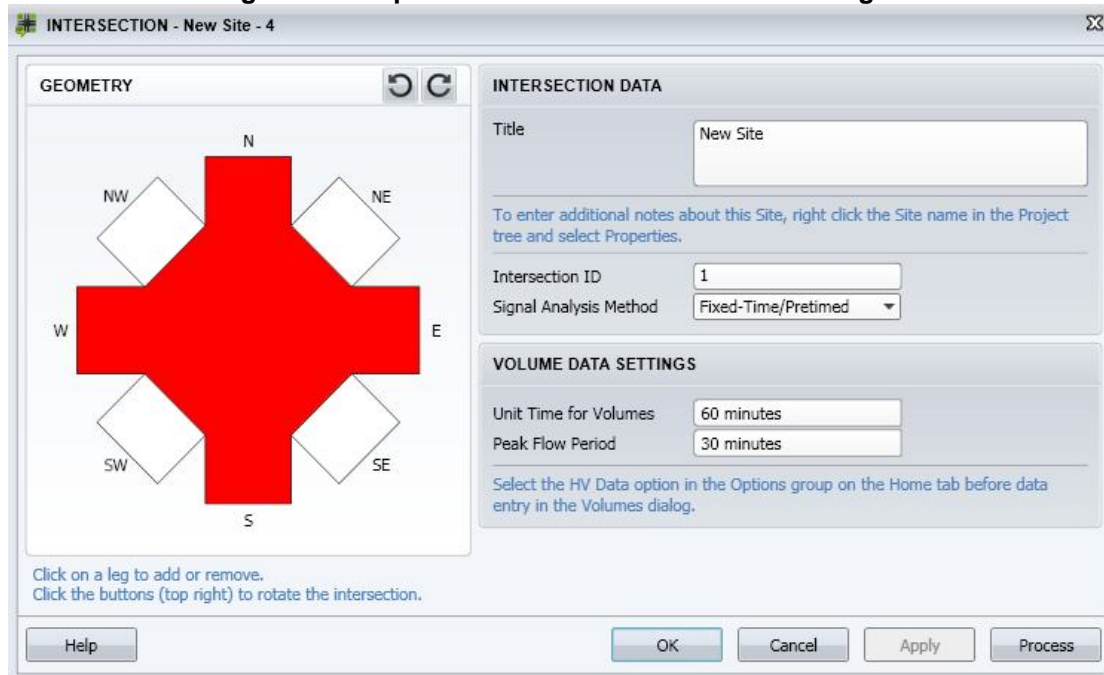 INTERSECTION - New Site - 4
GEOMETRY
N
NW
NE
W
E
SW
SE
S
Click on a leg to add or remove.
Click the buttons (top right) to rotate the intersection.
INTERSECTION DATA
Title
New Site
To enter additional notes about this Site, right click the Site name in the Project
tree and select Properties.
Intersection ID
1
Signal Analysis Method
Fixed-Time/Pretimed
VOLUME DATA SETTINGS
Unit Time for Volumes
60 minutes
Peak Flow Period
30 minutes
Select the HV Data option in the Options group on the Home tab before data
entry in the Volumes dialog.
Help
OK
Cancel
Apply
Process